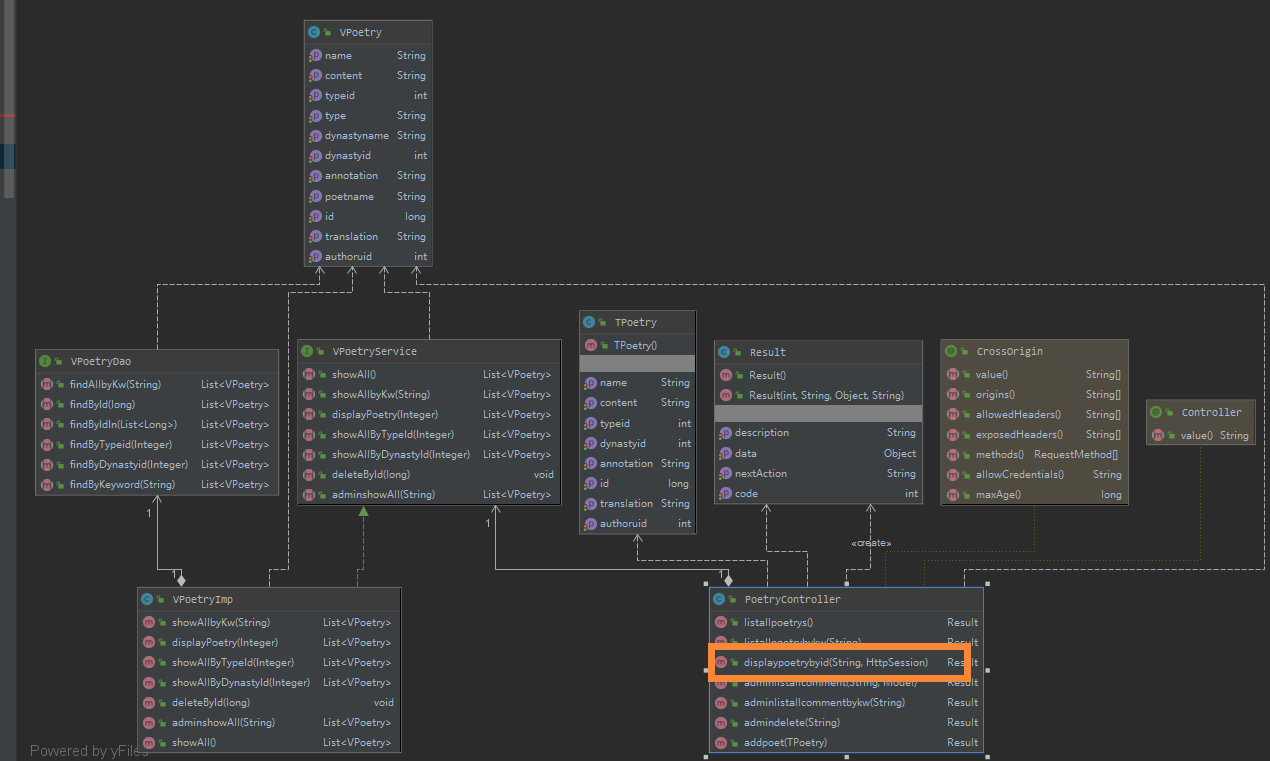 VPoetry
name String
content String
typeid int
type String
dynastyname String
dynastyid int
annotation String
poetname String
id long
translation String
authoruid int
VPoetryDao
findAllbyKw(String) List<VPoetry>
findById(long) List<VPoetry>
findByIdIn(List<Long>) List<VPoetry>
findByTypeid(Integer) List<VPoetry>
findByDynastyid(Integer) List<VPoetry>
findByKeyword(String) List<VPoetry>
VPoetryService
showAll() List<VPoetry>
showAllbyKw(String) List<VPoetry>
displayPoetry(Integer) List<VPoetry>
showAllByTypeId(Integer) List<VPoetry>
showAllByDynastyId(Integer) List<VPoetry>
deleteById(long) void
adminshowAll(String) List<VPoetry>
TPoetry
TPoetry()
name String
content String
typeid int
dynastyid int
annotation String
id long
translation String
authoruid int
Result
Result()
Result(int, String, Object, String)
description String
data Object
nextAction String
code int
CrossOrigin
value() String[]
origins() String[]
allowedHeaders() String[]
exposedHeaders() String[]
methods() RequestMethod[]
allowCredentials() String
maxAge() long
Controller
value() String
1
1
1
1
«create»
VPoetryImp
showAllbyKw(String) List<VPoetry>
displayPoetry(Integer) List<VPoetry>
showAllByTypeId(Integer) List<VPoetry>
showAllByDynastyId(Integer) List<VPoetry>
deleteById(long) void
adminshowAll(String) List<VPoetry>
showAll() List<VPoetry>
PoetryController
listallpoetrys() Result
listallpoetrybykw(String) Result
displaypoetrybyid(String, HttpSession) Result
adminlistallcomment(String, Model) Result
adminlistallcommentbykw(String) Result
admindelete(String) Result
addpoet(TPoetry) Result
Powered by yFiles